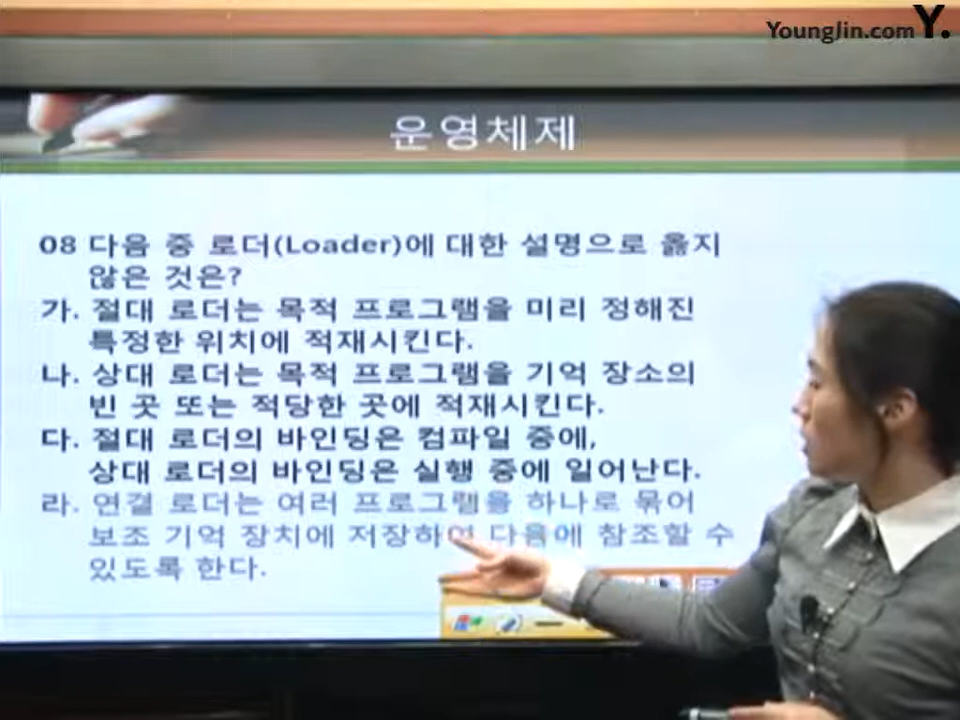 YoungJin.com Y.
운영체제
08 다음 중 로더(Loader)에 대한 설명으로 옳지
않은 것은?
가. 절대 로더는 목적 프로그램을 미리 정해진
특정한 위치에 적재시킨다.
나. 상대 로더는 목적 프로그램을 기억 장소의
빈 곳 또는 적당한 곳에 적재시킨다.
다. 절대 로더의 바인딩은 컴파일 중에,
상대 로더의 바인딩은 실행 중에 일어난다.
라. 연결 로더는 여러 프로그램을 하나로 묶어
보조 기억 장치에 저장하여 다음에 참조할 수
있도록 한다.